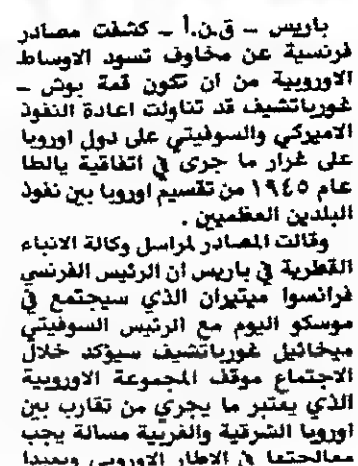 باريس - ق.ن.أ - كشفت مصادر
فرنسية عن مخاوف تسود الاوساط
الاوروبية من ان تكون قمة بوش -
غورباتشيف قد تناولت اعادة النفوذ
الاميركي والسوفيتي على دول اوروبا
على غرار ما جرى في اتفاقية يالطا
عام ١٩٤٥ من تقسيم اوروبا بين نفوذ
البلدين العظميين .
وقالت المصادر لمراسل وكالة الانباء
القطرية في باريس ان الرئيس الفرنسي
فرانسوا ميتيران الذي سيجتمع في
موسكو اليوم مع الرئيس السوفيتي
ميخائيل غورباتشيف سيؤكد خلال
الاجتماع موقف المجموعة الاوروبية
الذي يعتبر ما يجري من تقارب بين
اوروبا الشرقية والغربية مسالة يجب
معالجتها في الاطار الاوروبي وبعيدا